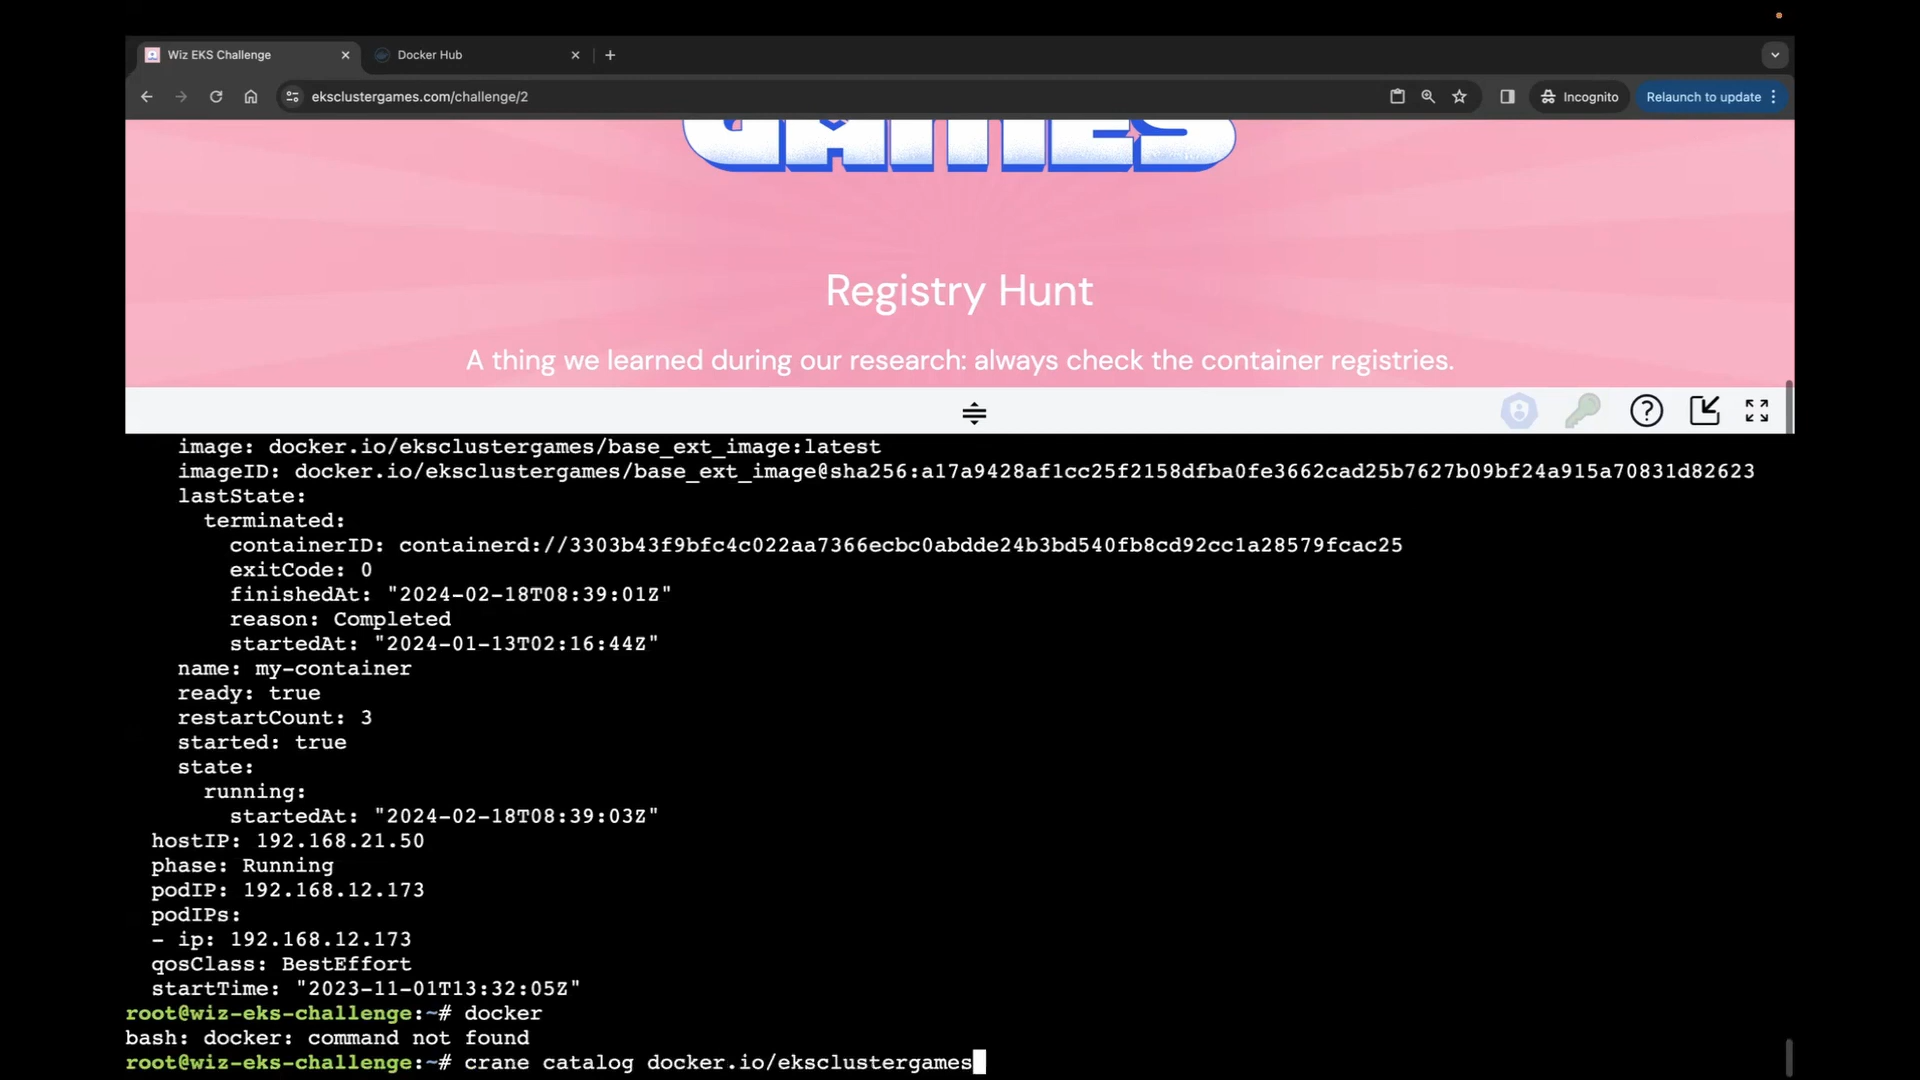 Wiz EKS Challenge
Docker Hub
eksclustergames.com/challenge/2
Incognito
Relaunch to update
GAMES
Registry Hunt
A thing we learned during our research: always check the container registries.
image: docker.io/eksclustergames/base_ext_image:latest
imageID: docker.io/eksclustergames/base_ext_image@sha256:a17a9428af1cc25f2158dfba0fe3662cad25b7627b09bf24a915a70831d82623
lastState:
terminated:
containerID: containerd://3303b43f9bfc4c022aa7366ecbc0abdde24b3bd540fb8cd92cc1a28579fcac25
exitCode: 0
finishedAt: "2024-02-18T08:39:01Z"
reason: Completed
startedAt: "2024-01-13T02:16:44Z"
name: my-container
ready: true
restartCount: 3
started: true
state:
running:
startedAt: "2024-02-18T08:39:03Z"
hostIP: 192.168.21.50
phase: Running
podIP: 192.168.12.173
podIPs:
- ip: 192.168.12.173
qosClass: BestEffort
startTime: "2023-11-01T13:32:05Z"
root@wiz-eks-challenge:~# docker
bash: docker: command not found
root@wiz-eks-challenge:~# crane catalog docker.io/eksclustergames